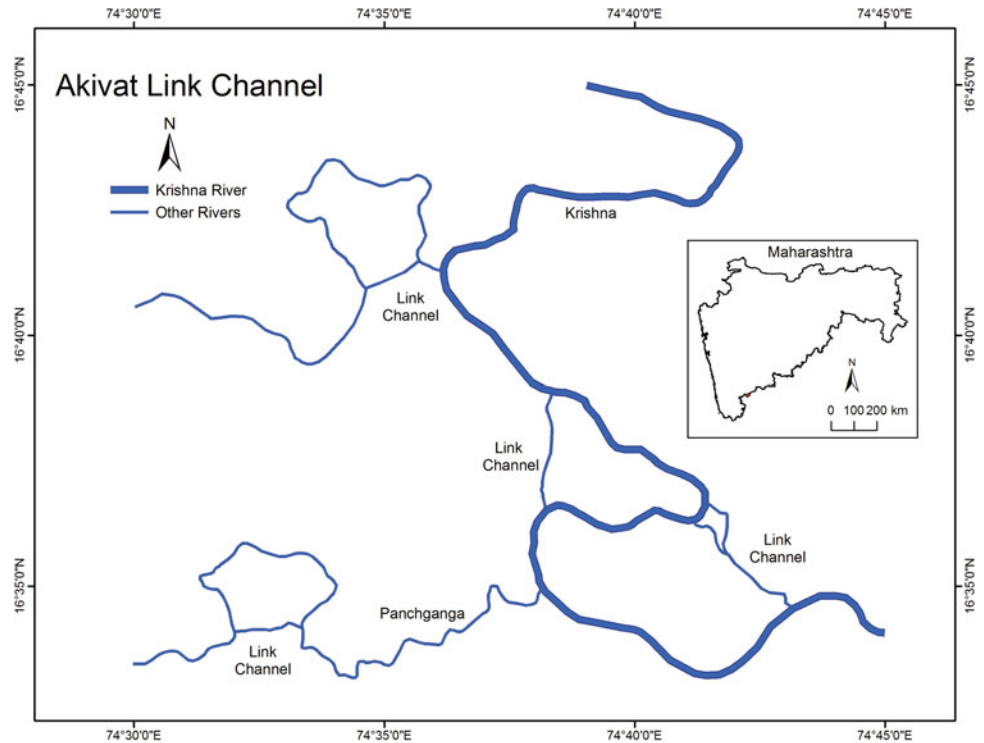 74°30'0"E
74°35'0"E
74°40'0"E
74°45'0"E
16°45'0"N
16°45'0"N
Akivat Link Channel
N
Krishna River
Other Rivers
Krishna
Maharashtra
N
0 100 200 km
Link
Channel
16°40'0"N
16°40'0"N
Link
Channel
Link
Channel
16°35'0"N
16°35'0"N
Panchganga
Link
Channel
74°30'0"E
74°35'0"E
74°40'0"E
74°45'0"E